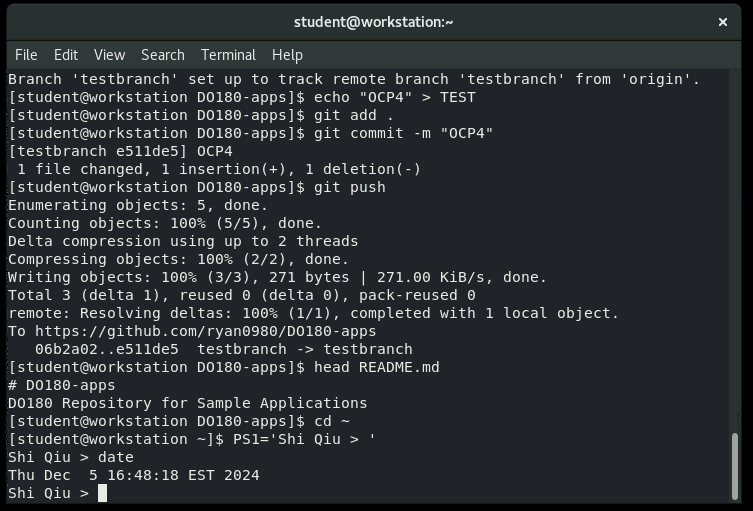 student@workstation:~ ×
File Edit View Search Terminal Help
Branch 'testbranch' set up to track remote branch 'testbranch' from 'origin'.
[student@workstation DO180-apps]$ echo "OCP4" > TEST
[student@workstation DO180-apps]$ git add .
[student@workstation DO180-apps]$ git commit -m "OCP4"
[testbranch e511de5] OCP4
 1 file changed, 1 insertion(+), 1 deletion(-)
[student@workstation DO180-apps]$ git push
Enumerating objects: 5, done.
Counting objects: 100% (5/5), done.
Delta compression using up to 2 threads
Compressing objects: 100% (2/2), done.
Writing objects: 100% (3/3), 271 bytes | 271.00 KiB/s, done.
Total 3 (delta 1), reused 0 (delta 0), pack-reused 0
remote: Resolving deltas: 100% (1/1), completed with 1 local object.
To https://github.com/ryan0980/DO180-apps
   06b2a02..e511de5  testbranch -> testbranch
[student@workstation DO180-apps]$ head README.md
# DO180-apps
DO180 Repository for Sample Applications
[student@workstation DO180-apps]$ cd ~
[student@workstation ~]$ PS1='Shi Qiu > '
Shi Qiu > date
Thu Dec  5 16:48:18 EST 2024
Shi Qiu >